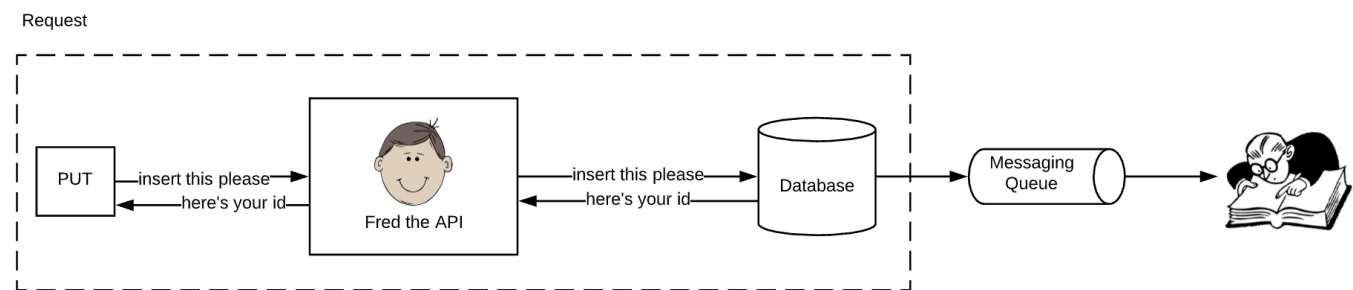 Request
PUT
insert this please
here's your id
Fred the API
insert this please
here's your id
Database
Messaging
Queue